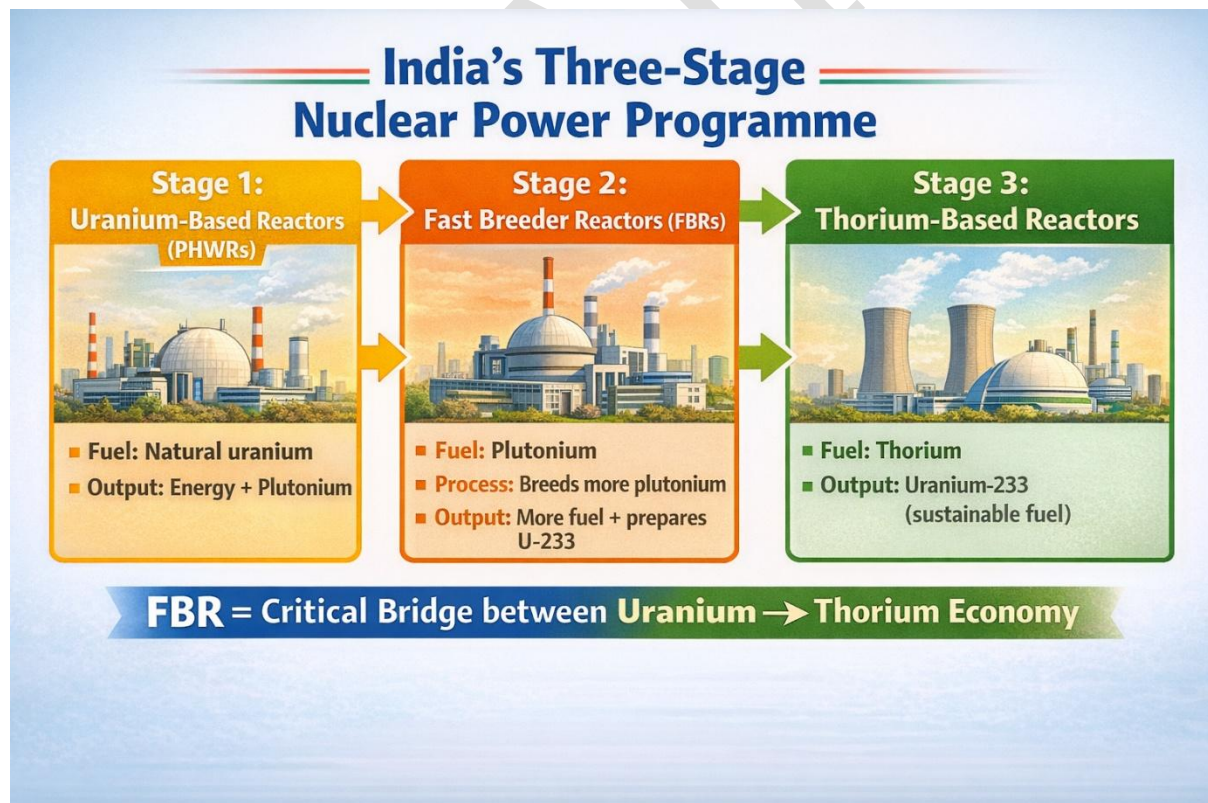 India's Three-Stage
Nuclear Power Programme
Stage 1:
Uranium-Based Reactors
(PHWRs)
■ Fuel: Natural uranium
■ Output: Energy + Plutonium
Stage 2:
Fast Breeder Reactors (FBRs)
■ Fuel: Plutonium
■ Process: Breeds more plutonium
■ Output: More fuel + prepares
U-233
Stage 3:
Thorium-Based Reactors
■ Fuel: Thorium
■ Output: Uranium-233
(sustainable fuel)
FBR = Critical Bridge between Uranium → Thorium Economy